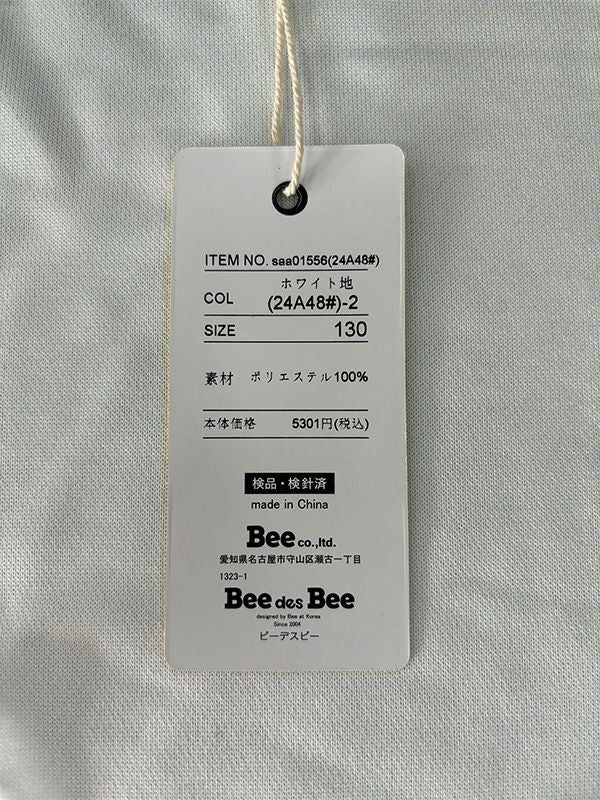 ITEM NO. saa01556(24A48#)
ホワイト地
COL (24A48#)-2
SIZE 130
素材 ポリエステル100%
本体価格 5301円(税込)
検品・検針済
made in China
Bee co.,ltd.
愛知県名古屋市守山区瀬古一丁目
1323-1
Bee des Bee
designed by Bee at Korea
Since 2004
ビーデスビー